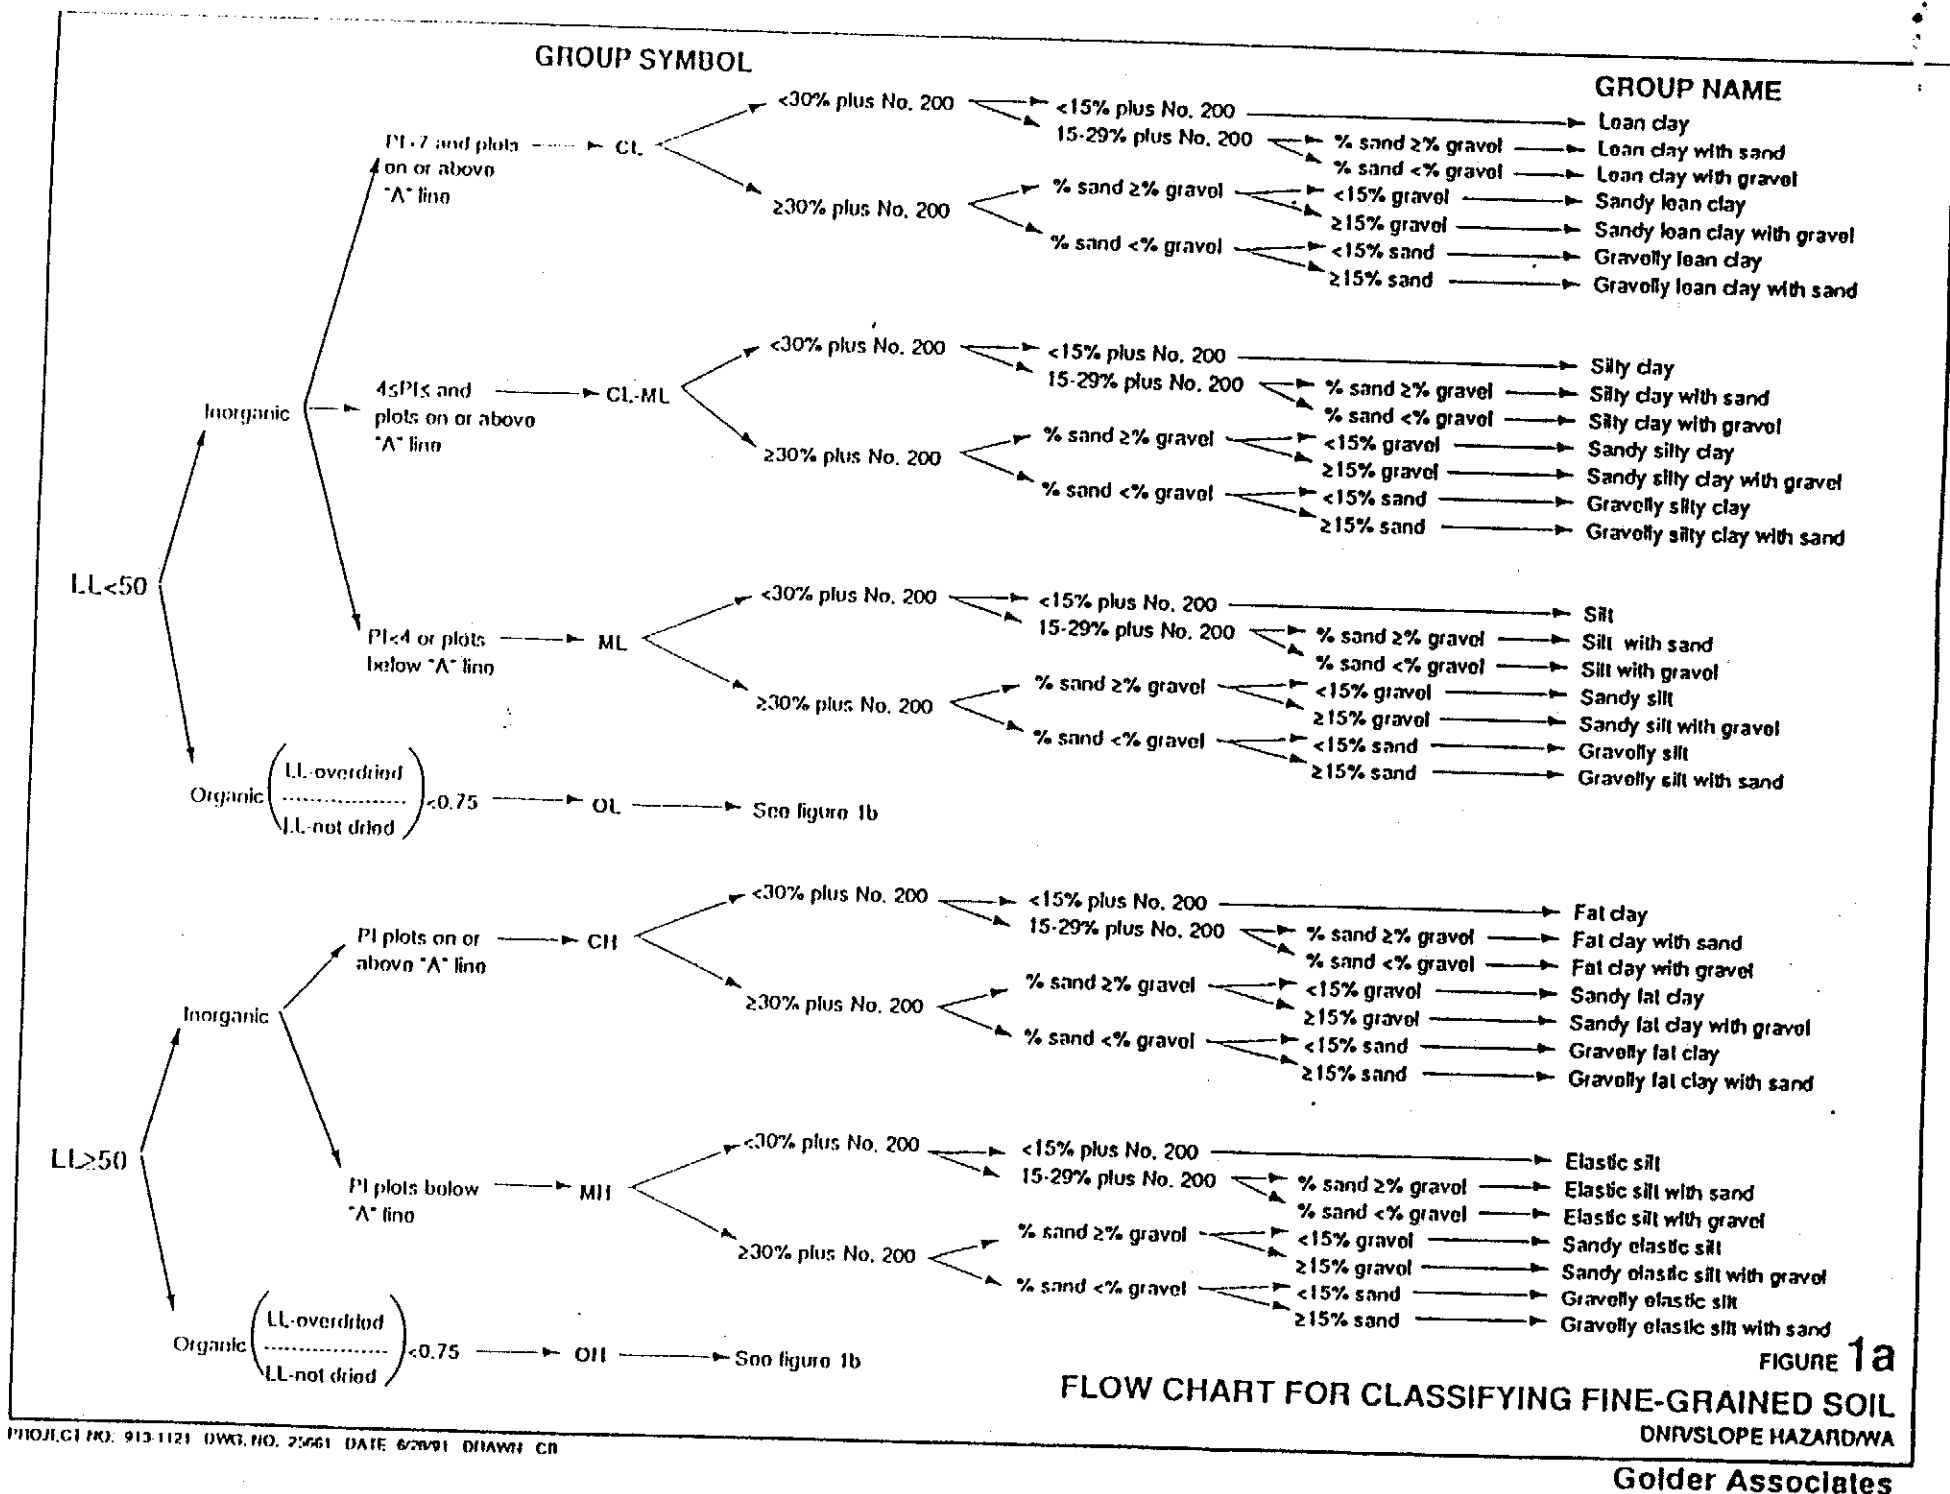 GROUP SYMBOL
GROUP NAME
PI>7 and plots
on or above
"A" line
CL
<30% plus No. 200
<15% plus No. 200
Lean clay
15-29% plus No. 200
% sand ≥% gravel
Lean clay with sand
% sand <% gravel
Lean clay with gravel
≥30% plus No. 200
% sand ≥% gravel
<15% gravel
Sandy lean clay
≥15% gravel
Sandy lean clay with gravel
% sand <% gravel
<15% sand
Gravelly lean clay
≥15% sand
Gravelly lean clay with sand
LL<50
Inorganic
4≤PI≤ and
plots on or above
"A" line
CL-ML
<30% plus No. 200
<15% plus No. 200
Silty clay
15-29% plus No. 200
% sand ≥% gravel
Silty clay with sand
% sand <% gravel
Silty clay with gravel
≥30% plus No. 200
% sand ≥% gravel
<15% gravel
Sandy silty clay
≥15% gravel
Sandy silty clay with gravel
% sand <% gravel
<15% sand
Gravelly silty clay
≥15% sand
Gravelly silty clay with sand
PI<4 or plots
below "A" line
ML
<30% plus No. 200
<15% plus No. 200
Silt
15-29% plus No. 200
% sand ≥% gravel
Silt with sand
% sand <% gravel
Silt with gravel
≥30% plus No. 200
% sand ≥% gravel
<15% gravel
Sandy silt
≥15% gravel
Sandy silt with gravel
% sand <% gravel
<15% sand
Gravelly silt
≥15% sand
Gravelly silt with sand
Organic
LL-overdried
LL-not dried
<0.75
OL
See figure 1b
LL≥50
Inorganic
PI plots on or
above "A" line
CH
<30% plus No. 200
<15% plus No. 200
Fat clay
15-29% plus No. 200
% sand ≥% gravel
Fat clay with sand
% sand <% gravel
Fat clay with gravel
≥30% plus No. 200
% sand ≥% gravel
<15% gravel
Sandy fat clay
≥15% gravel
Sandy fat clay with gravel
% sand <% gravel
<15% sand
Gravelly fat clay
≥15% sand
Gravelly fat clay with sand
PI plots below
"A" line
MH
<30% plus No. 200
<15% plus No. 200
Elastic silt
15-29% plus No. 200
% sand ≥% gravel
Elastic silt with sand
% sand <% gravel
Elastic silt with gravel
≥30% plus No. 200
% sand ≥% gravel
<15% gravel
Sandy elastic silt
≥15% gravel
Sandy elastic silt with gravel
% sand <% gravel
<15% sand
Gravelly elastic silt
≥15% sand
Gravelly elastic silt with sand
Organic
LL-overdried
LL-not dried
<0.75
OH
See figure 1b
FIGURE 1a
FLOW CHART FOR CLASSIFYING FINE-GRAINED SOIL
DNR/SLOPE HAZARD/WA
PROJECT NO. 913-1121 DWG. NO. 25661 DATE 6/28/91 DRAWN CB
Golder Associates